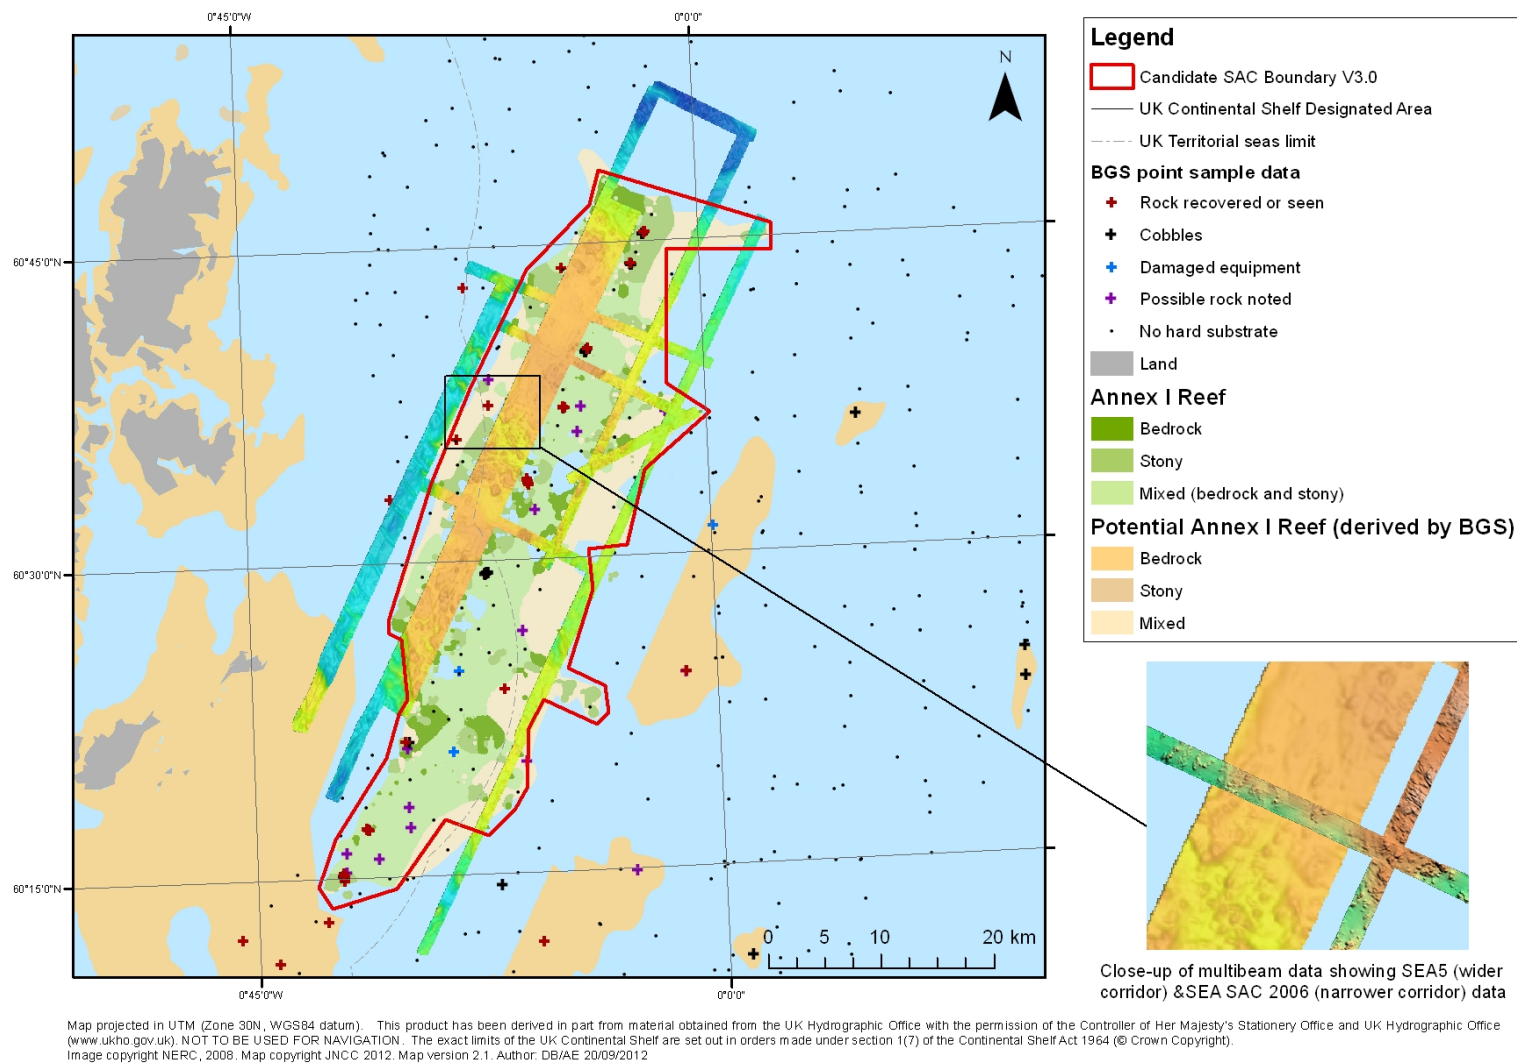 0°45'0"W
0°0'0"
N
60°45'0"N
60°30'0"N
60°15'0"N
0 5 10 20 km
0°45'0"W
0°0'0"
Legend
Candidate SAC Boundary V3.0
UK Continental Shelf Designated Area
UK Territorial seas limit
BGS point sample data
Rock recovered or seen
Cobbles
Damaged equipment
Possible rock noted
No hard substrate
Land
Annex I Reef
Bedrock
Stony
Mixed (bedrock and stony)
Potential Annex I Reef (derived by BGS)
Bedrock
Stony
Mixed
Close-up of multibeam data showing SEA5 (wider
corridor) &SEA SAC 2006 (narrower corridor) data
Map projected in UTM (Zone 30N, WGS84 datum). This product has been derived in part from material obtained from the UK Hydrographic Office with the permission of the Controller of Her Majesty's Stationery Office and UK Hydrographic Office
(www.ukho.gov.uk). NOT TO BE USED FOR NAVIGATION. The exact limits of the UK Continental Shelf are set out in orders made under section 1(7) of the Continental Shelf Act 1964 (© Crown Copyright).
Image copyright NERC, 2008. Map copyright JNCC 2012. Map version 2.1. Author: DB/AE 20/09/2012